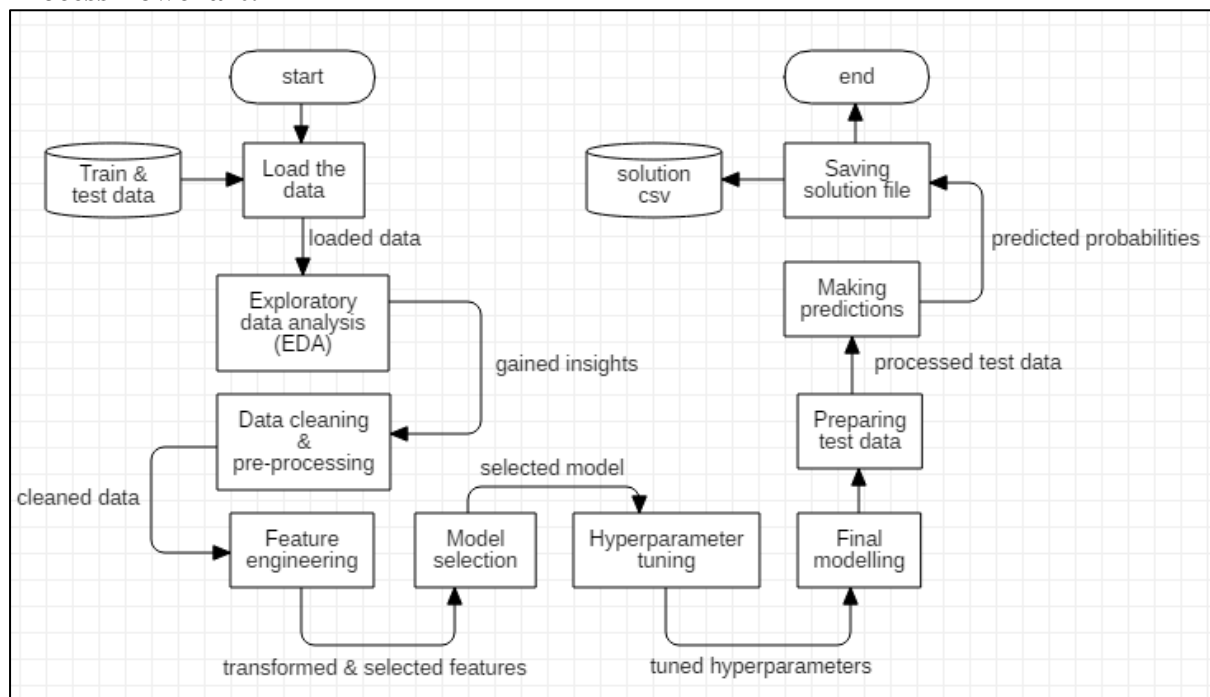 start
Train &
test data
Load the
data
loaded data
Exploratory
data analysis
(EDA)
gained insights
Data cleaning
&
pre-processing
cleaned data
Feature
engineering
transformed & selected features
Model
selection
selected model
Hyperparameter
tuning
tuned hyperparameters
Final
modelling
Preparing
test data
processed test data
Making
predictions
predicted probabilities
Saving
solution file
solution
csv
end